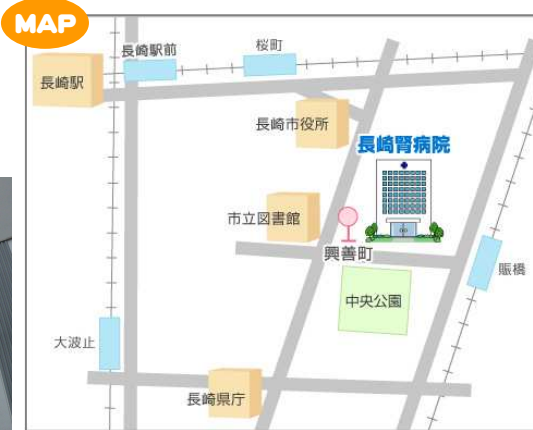 MAP
長崎駅前
桜町
長崎駅
長崎市役所
長崎腎病院
市立図書館
興善町
賑橋
中央公園
大波止
長崎県庁